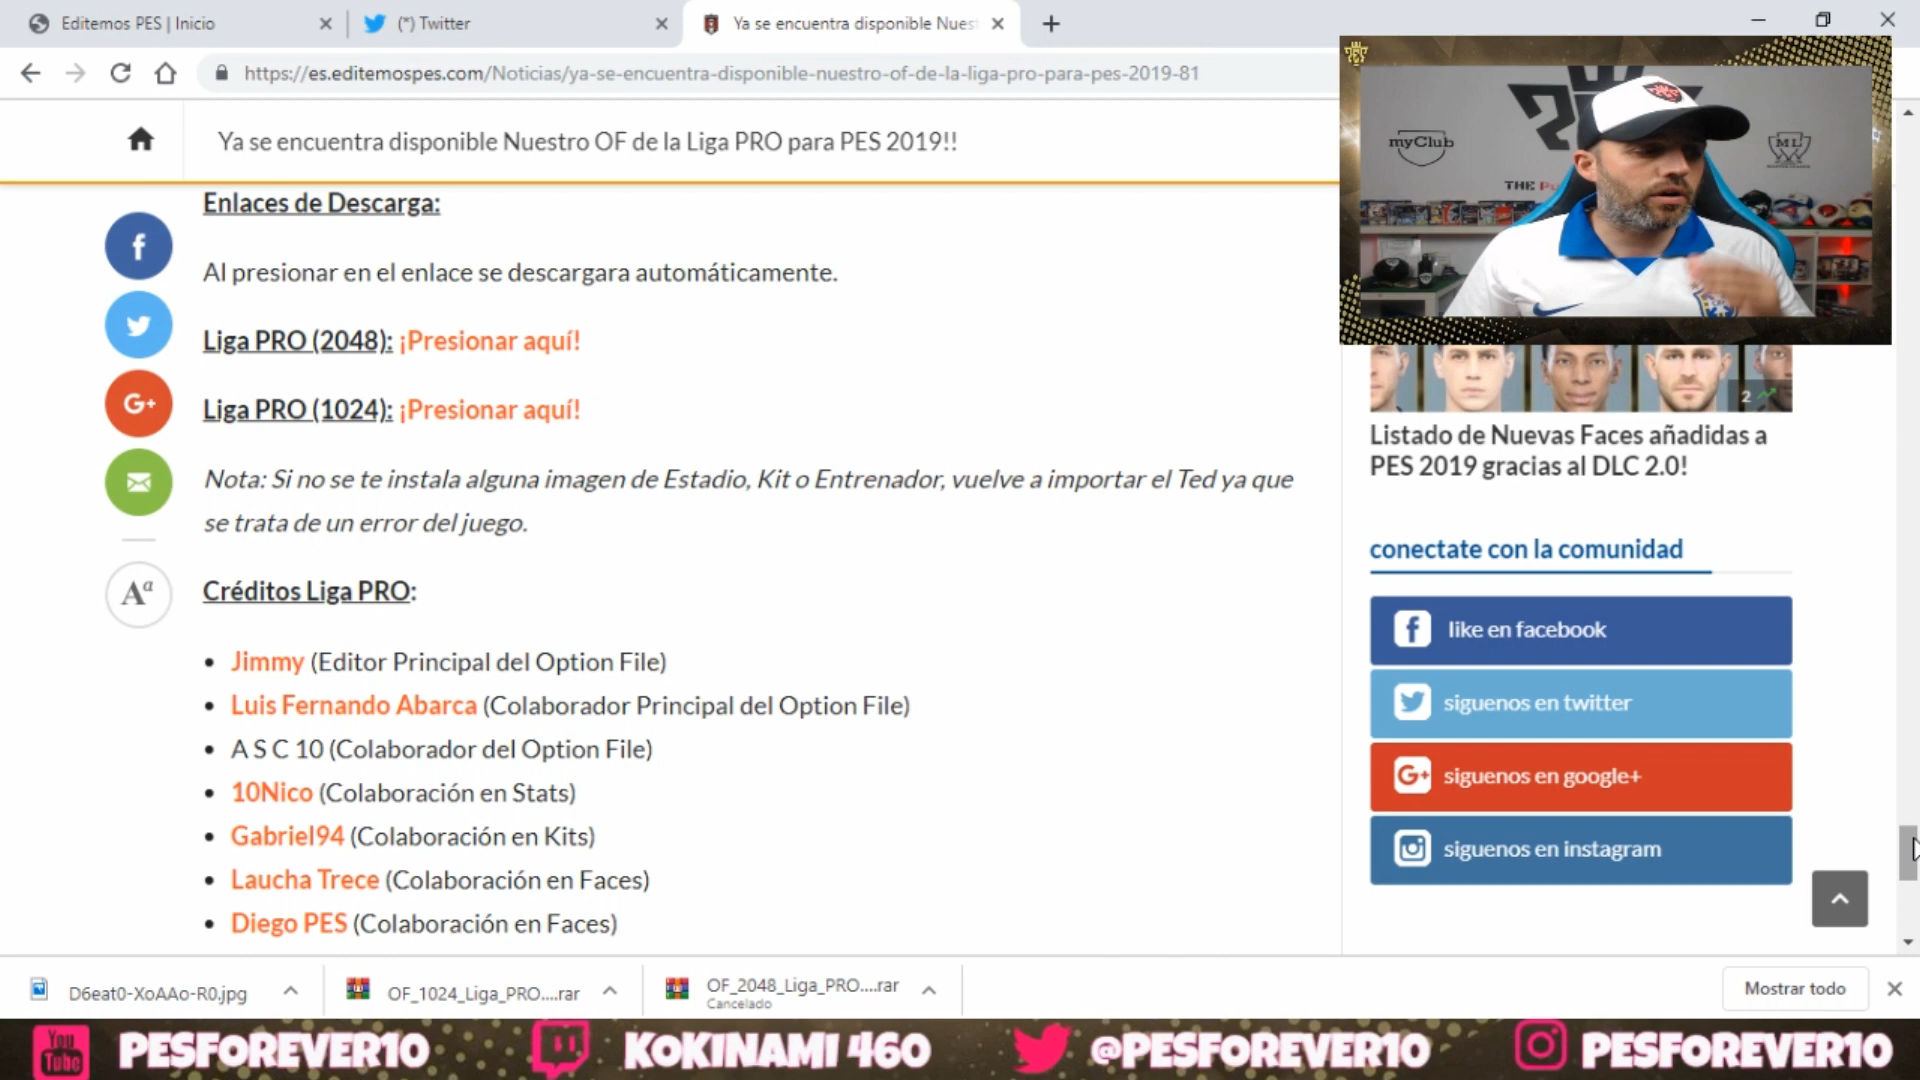 Editemos PES | Inicio
(*) Twitter
Ya se encuentra disponible Nues
https://es.editemospes.com/Noticias/ya-se-encuentra-disponible-nuestro-of-de-la-liga-pro-para-pes-2019-81
Ya se encuentra disponible Nuestro OF de la Liga PRO para PES 2019!!
myClub
ML
THE
Enlaces de Descarga:
Al presionar en el enlace se descargara automáticamente.
Liga PRO (2048): ¡Presionar aquí!
Liga PRO (1024): ¡Presionar aquí!
Nota: Si no se te instala alguna imagen de Estadio, Kit o Entrenador, vuelve a importar el Ted ya que
se trata de un error del juego.
Créditos Liga PRO:
Jimmy (Editor Principal del Option File)
Luis Fernando Abarca (Colaborador Principal del Option File)
A S C 10 (Colaborador del Option File)
10Nico (Colaboración en Stats)
Gabriel94 (Colaboración en Kits)
Laucha Trece (Colaboración en Faces)
Diego PES (Colaboración en Faces)
f
G+
Aa
2
Listado de Nuevas Faces añadidas a
PES 2019 gracias al DLC 2.0!
conectate con la comunidad
f like en facebook
siguenos en twitter
G+ siguenos en google+
siguenos en instagram
D6eat0-XoAAo-R0.jpg
OF_1024_Liga_PRO....rar
OF_2048_Liga_PRO....rar
Cancelado
Mostrar todo
You Tube PESFOREVER10
KOKINAMI 460
@PESFOREVER10
PESFOREVER10